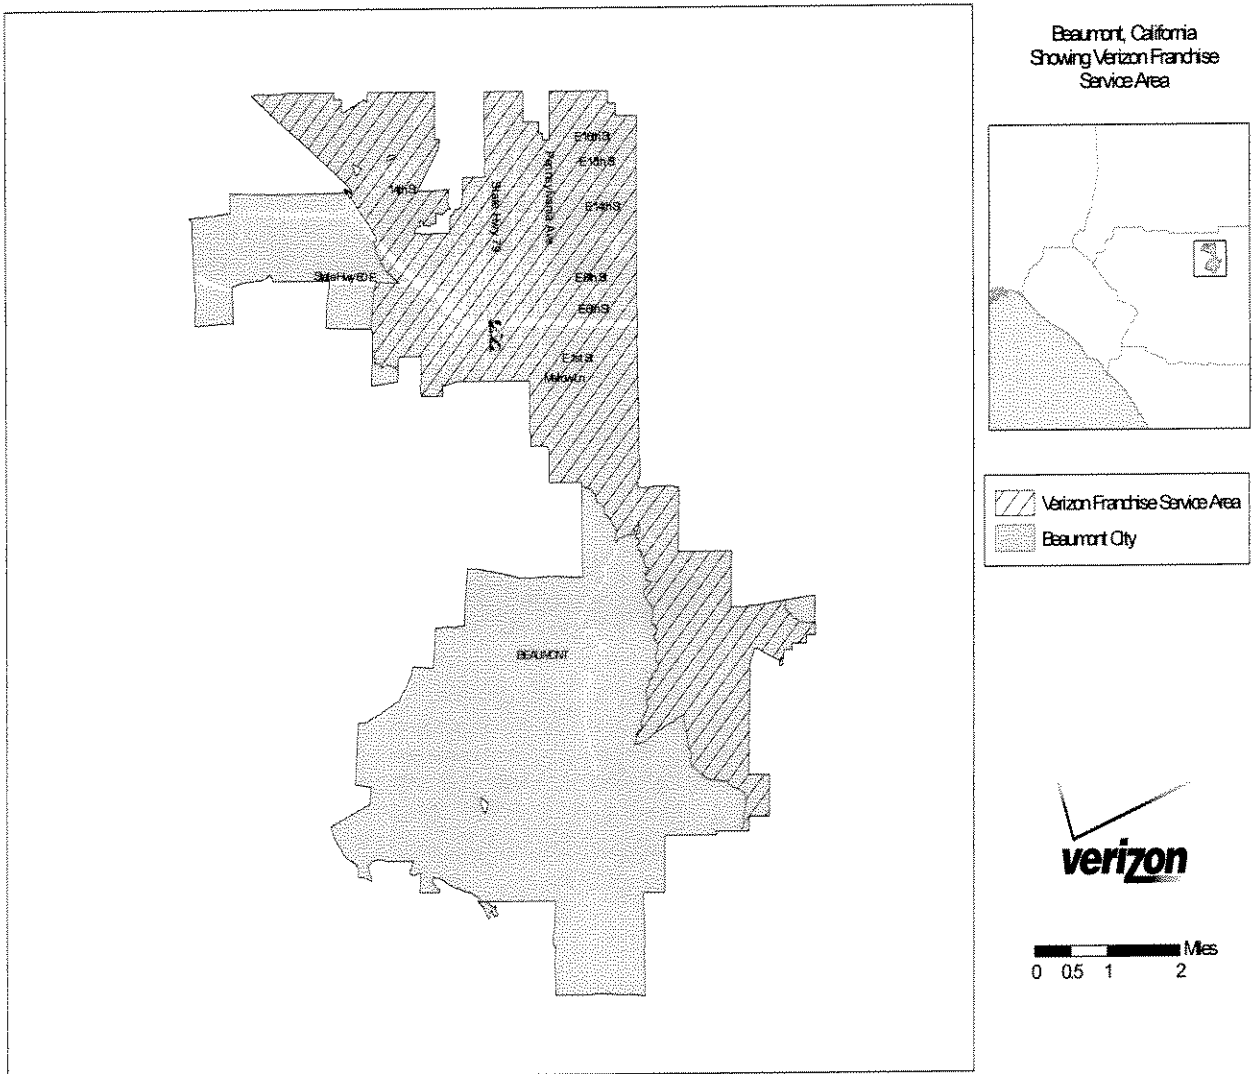 Beaumont, California
Showing Verizon Franchise
Service Area
E 16th St
E 15th St
14th St
Pennsylvania Ave
State Hwy 79
E 14th St
State Hwy 60 E
E 8th St
E 6th St
E 1st St
BEAUMONT
Verizon Franchise Service Area
Beaumont City
verizon
Miles
0 0.5 1 2